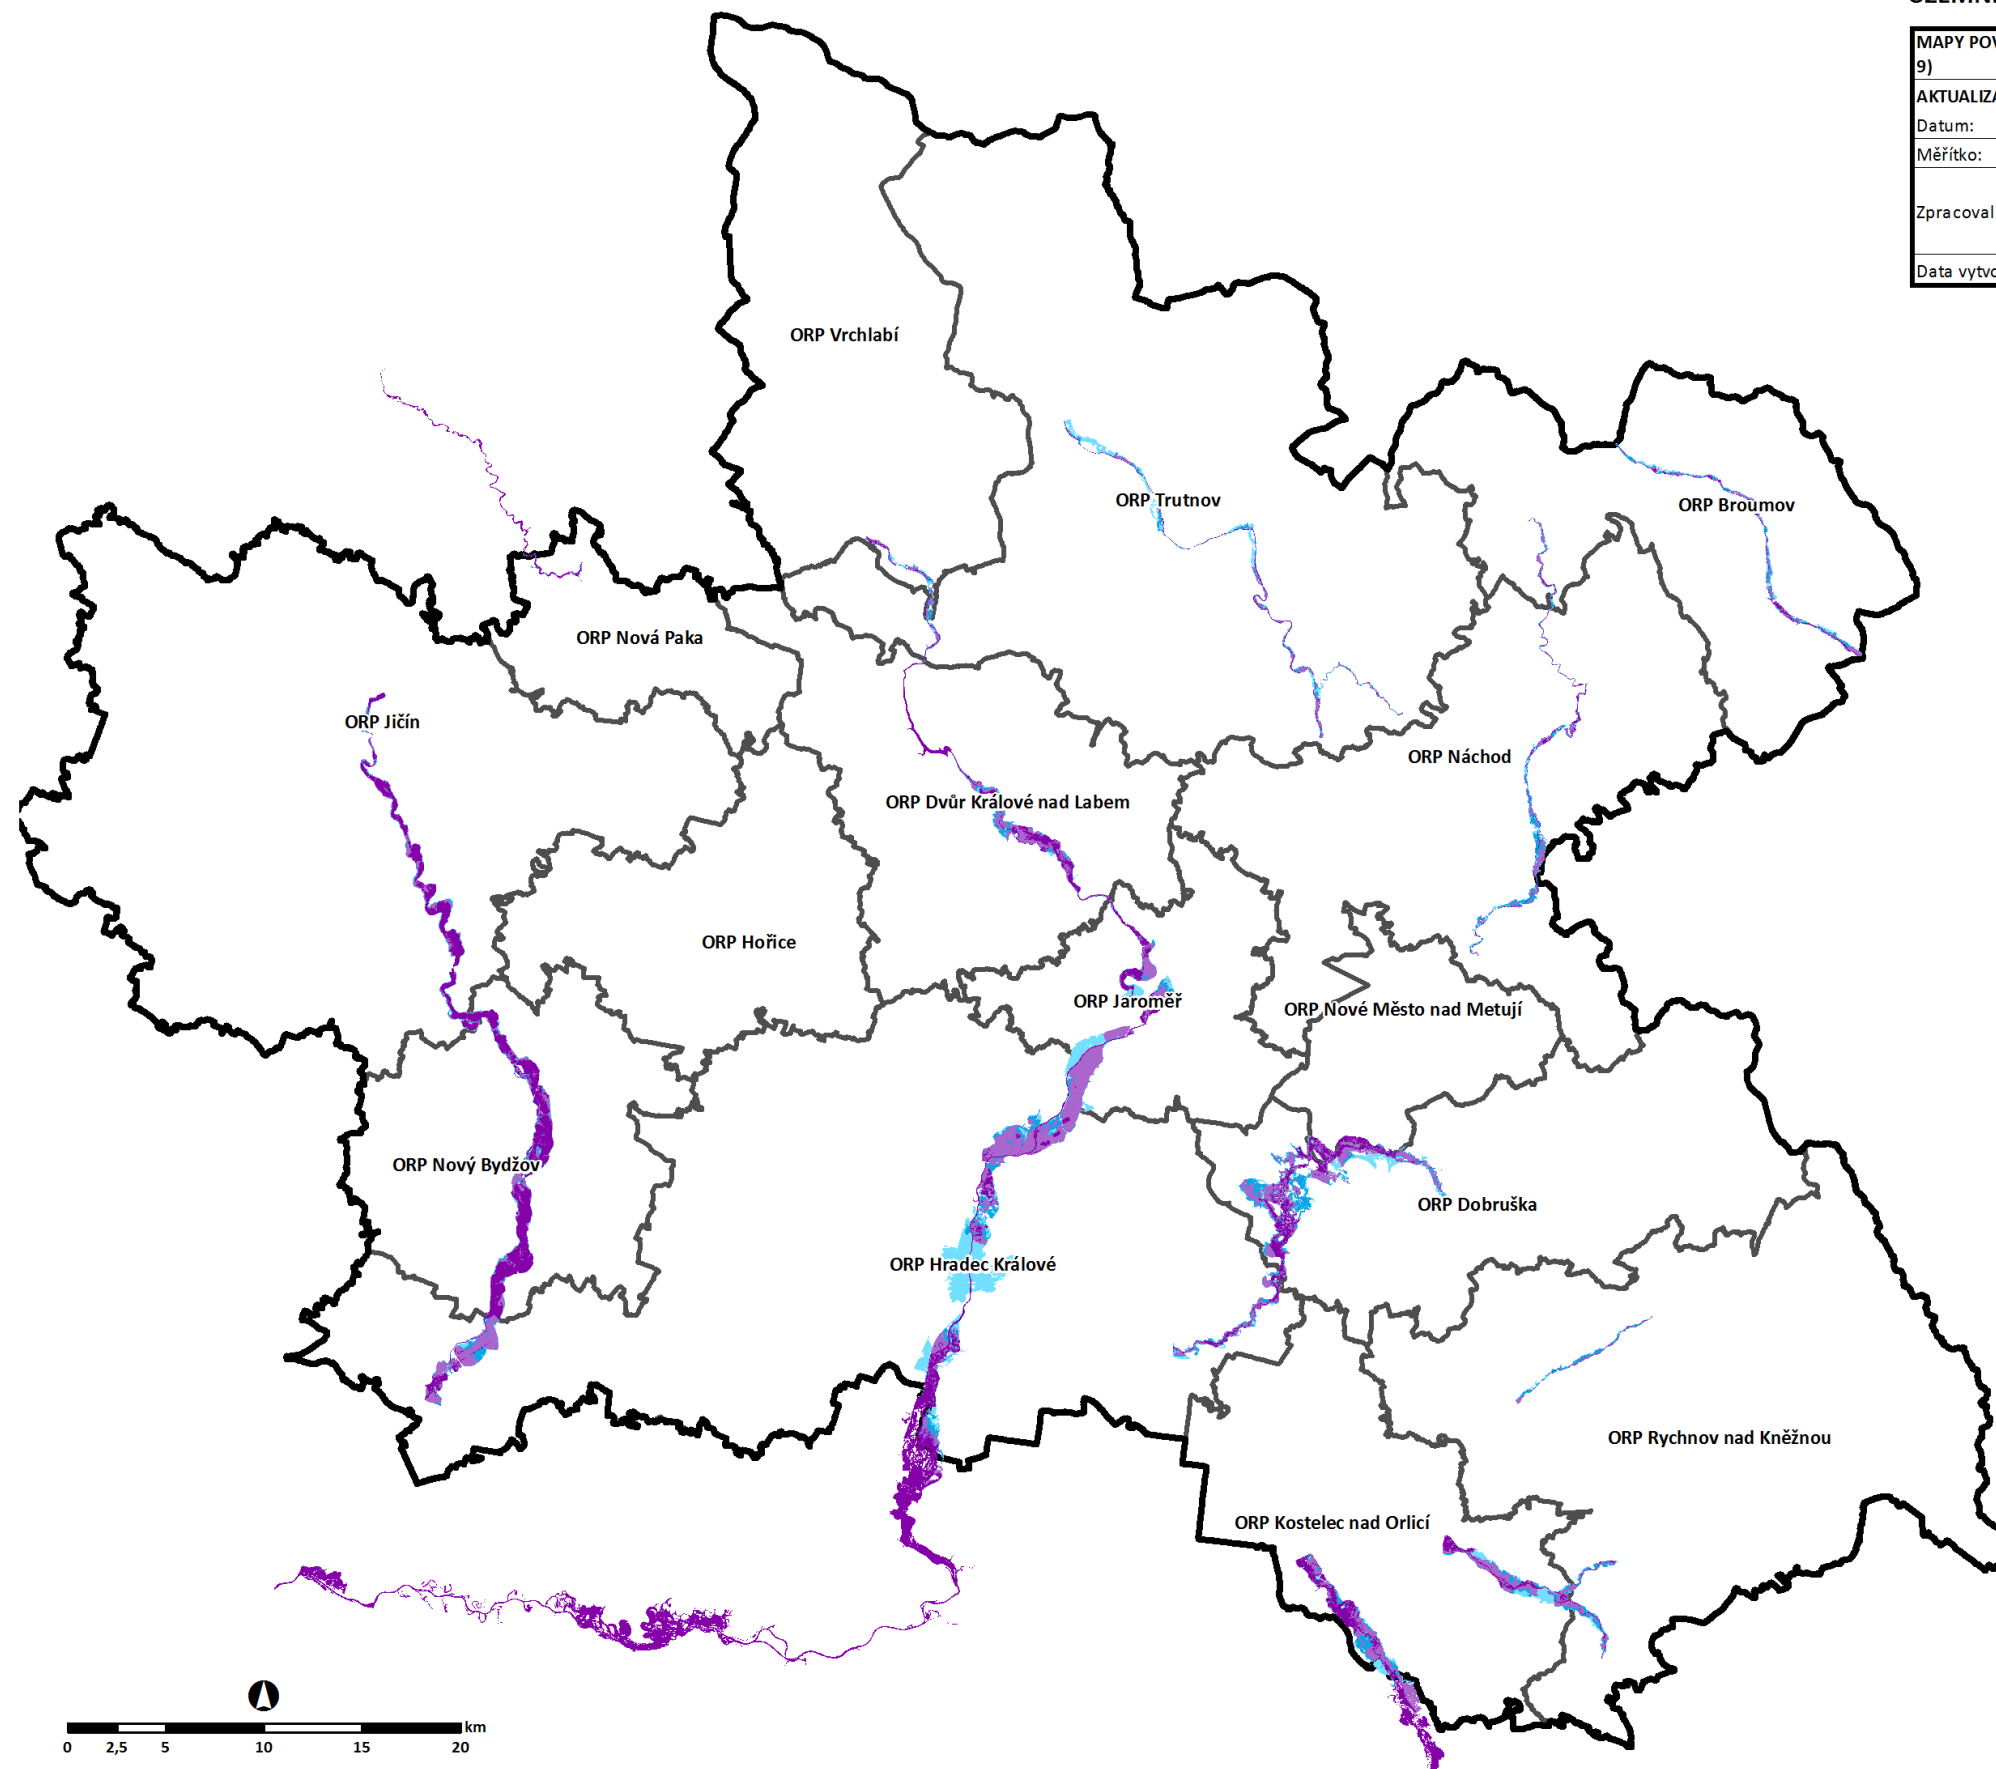 MAPY POV
9)
AKTUALIZA
Datum:
Měřítko:
Zpracoval
Data vytvo
ORP Vrchlabí
ORP Trutnov
ORP Broumov
ORP Nová Paka
ORP Jičín
ORP Náchod
ORP Dvůr Králové nad Labem
ORP Hořice
ORP Jaroměř
ORP Nové Město nad Metují
ORP Nový Bydžov
ORP Dobruška
ORP Hradec Králové
ORP Rychnov nad Kněžnou
ORP Kostelec nad Orlicí
km
0 2,5 5 10 15 20